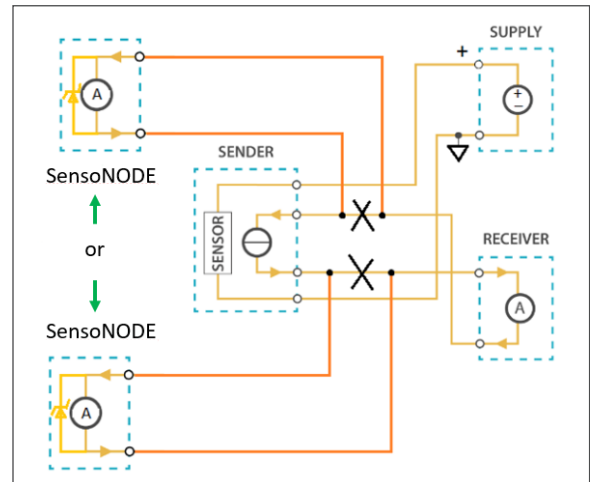 SUPPLY
+
A
+
−
SensoNODE
SENDER
or
SENSOR
RECEIVER
A
SensoNODE
A